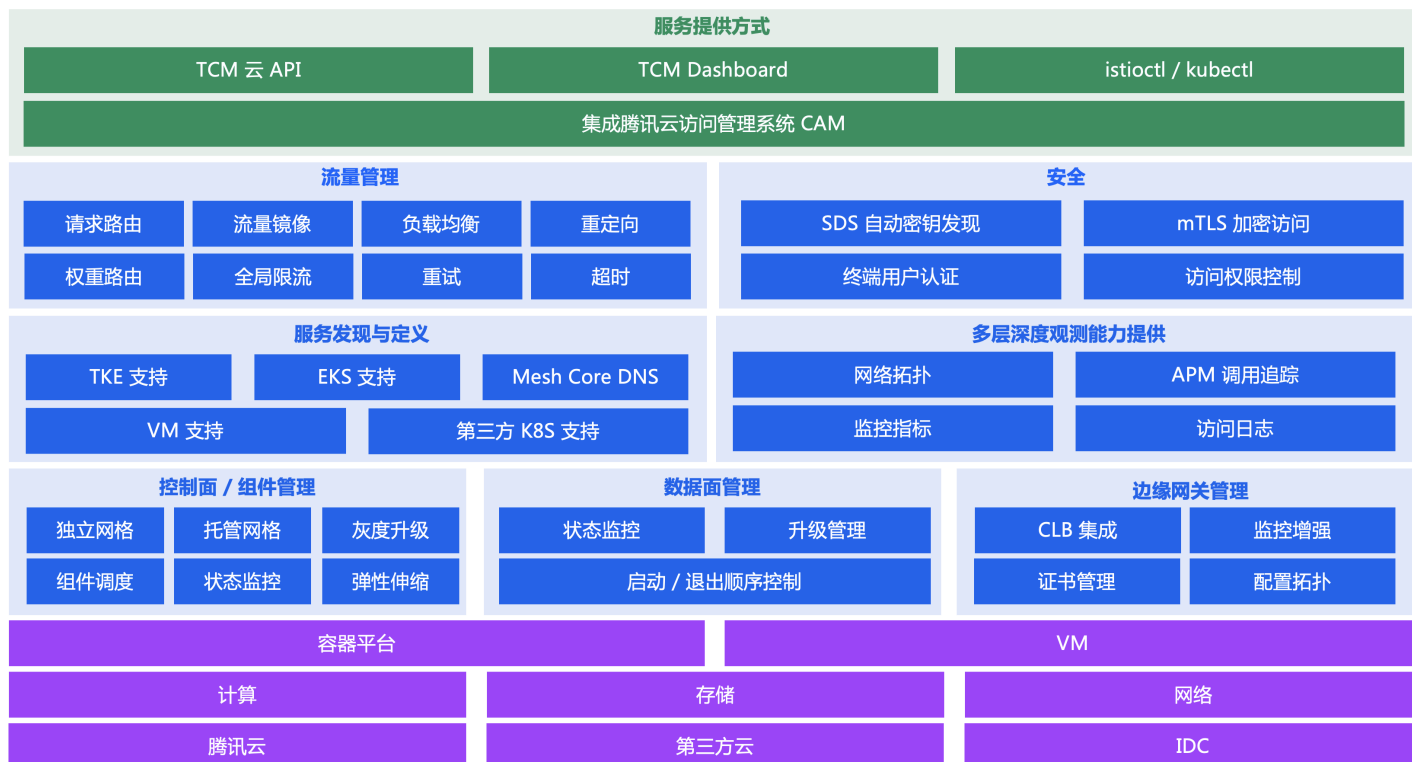 服务提供方式
TCM 云 API
TCM Dashboard
istioctl / kubectl
集成腾讯云访问管理系统 CAM
流量管理
请求路由
流量镜像
负载均衡
重定向
权重路由
全局限流
重试
超时
安全
SDS 自动密钥发现
mTLS 加密访问
终端用户认证
访问权限控制
服务发现与定义
TKE 支持
EKS 支持
Mesh Core DNS
VM 支持
第三方 K8S 支持
多层深度观测能力提供
网络拓扑
APM 调用追踪
监控指标
访问日志
控制面 / 组件管理
独立网格
托管网格
灰度升级
组件调度
状态监控
弹性伸缩
数据面管理
状态监控
升级管理
启动 / 退出顺序控制
边缘网关管理
CLB 集成
监控增强
证书管理
配置拓扑
容器平台
VM
计算
存储
网络
腾讯云
第三方云
IDC